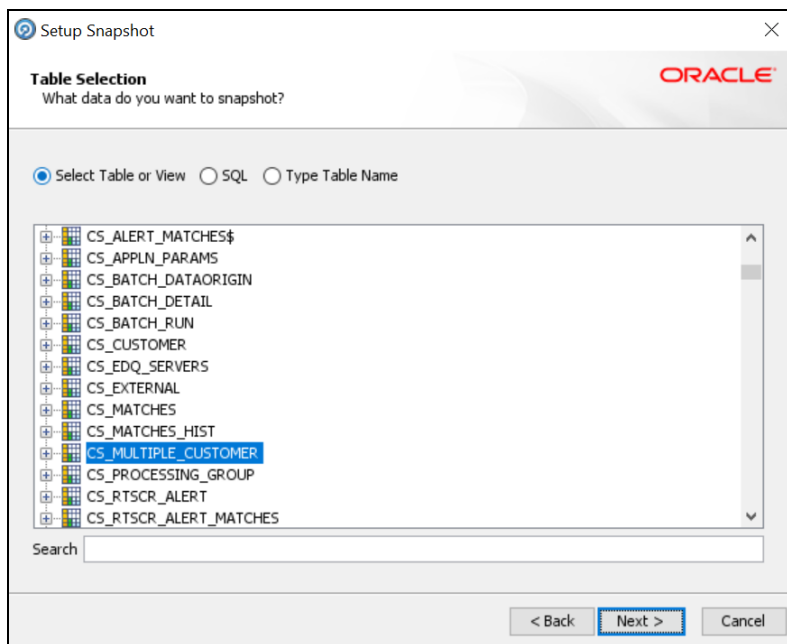 Setup Snapshot
Table Selection
What data do you want to snapshot?
ORACLE
Select Table or View SQL Type Table Name
CS_ALERT_MATCHES$
CS_APPLN_PARAMS
CS_BATCH_DATAORIGIN
CS_BATCH_DETAIL
CS_BATCH_RUN
CS_CUSTOMER
CS_EDQ_SERVERS
CS_EXTERNAL
CS_MATCHES
CS_MATCHES_HIST
CS_MULTIPLE_CUSTOMER
CS_PROCESSING_GROUP
CS_RTSCR_ALERT
CS_RTSCR_ALERT_MATCHES
Search
< Back Next > Cancel